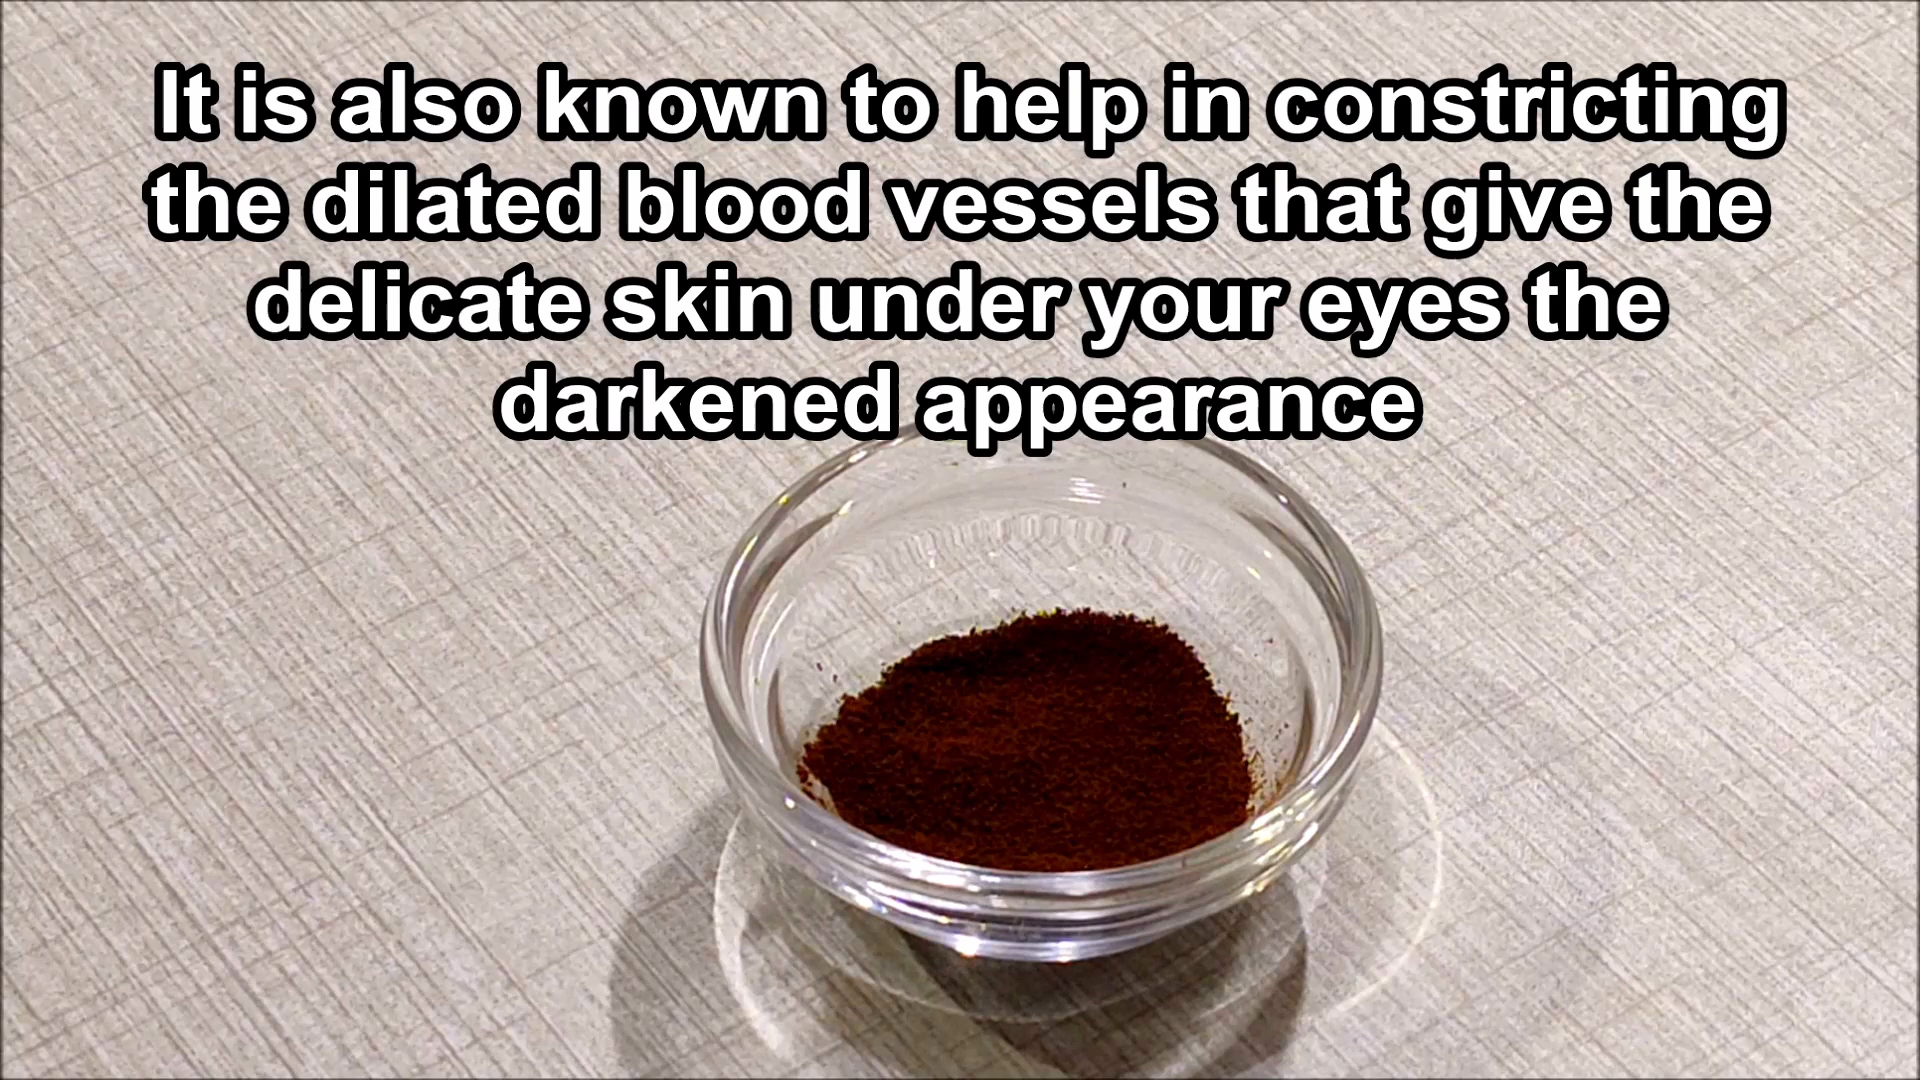 It is also known to help in constricting
the dilated blood vessels that give the
delicate skin under your eyes the
darkened appearance